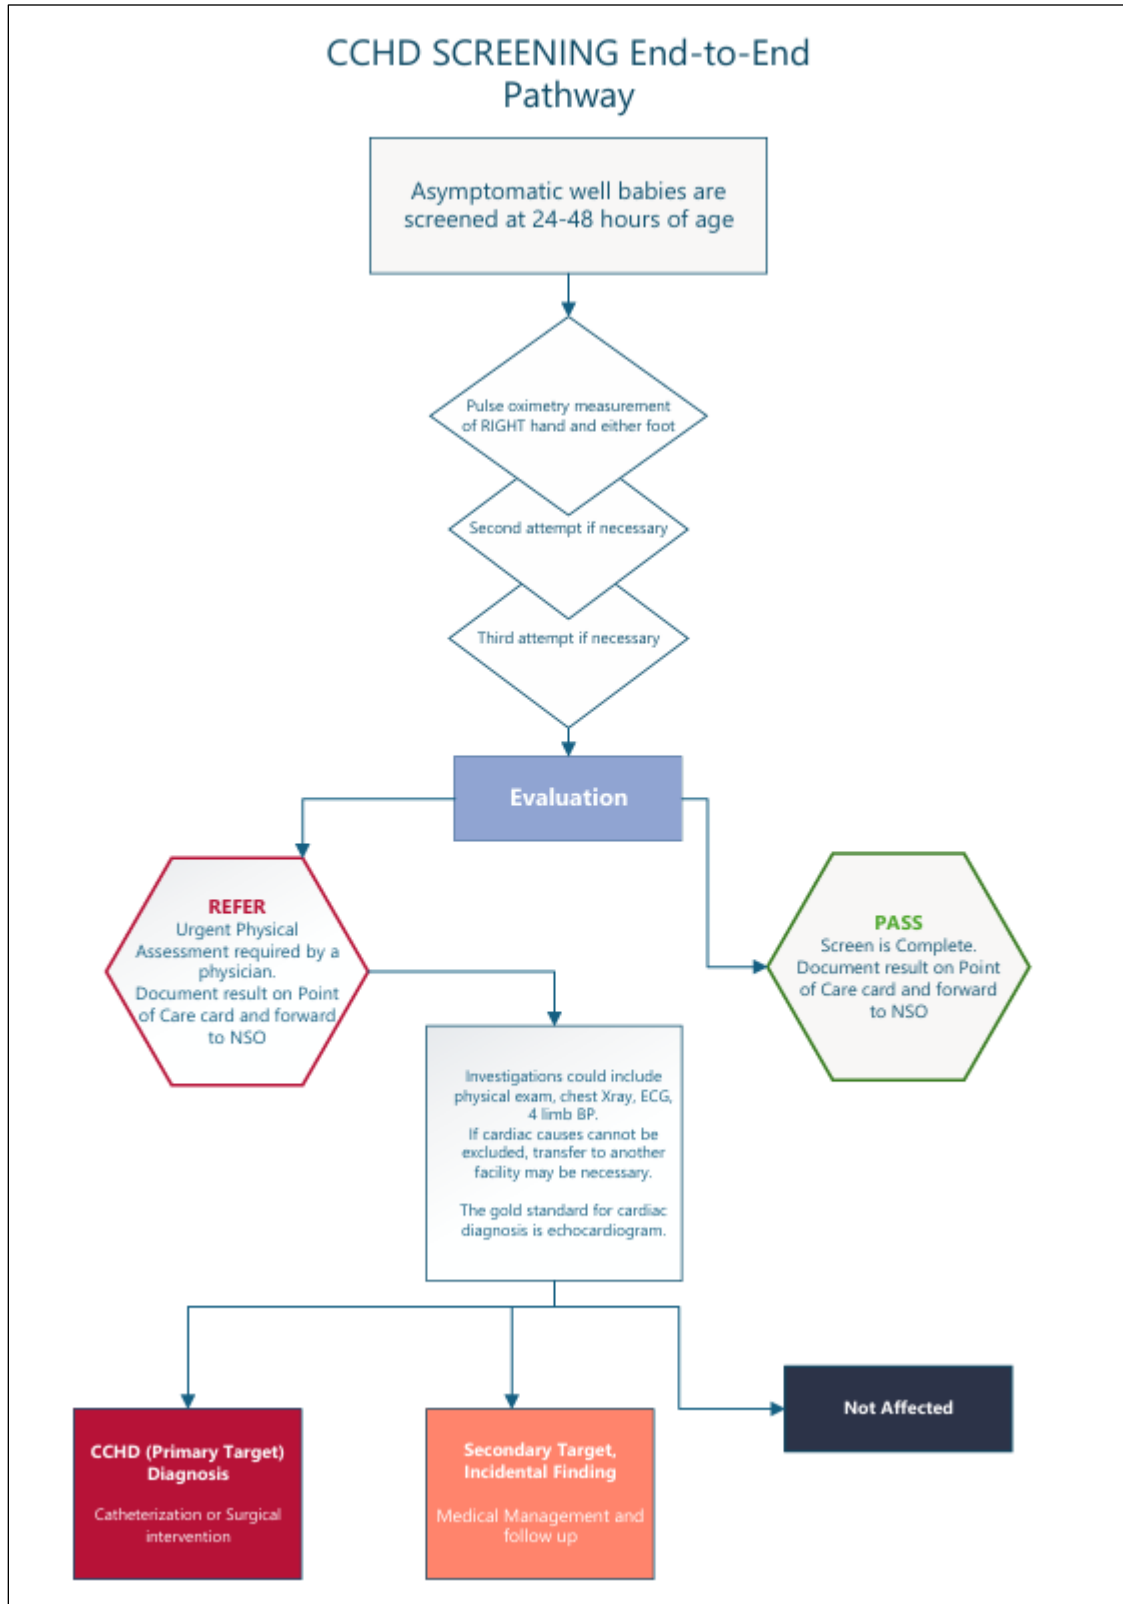 CCHD SCREENING End-to-End
Pathway
Asymptomatic well babies are
screened at 24-48 hours of age
Pulse oximetry measurement
of RIGHT hand and either foot
Second attempt if necessary
Third attempt if necessary
Evaluation
REFER
Urgent Physical
Assessment required by a
physician.
Document result on Point
of Care card and forward
to NSO
PASS
Screen is Complete.
Document result on Point
of Care card and forward
to NSO
Investigations could include
physical exam, chest Xray, ECG,
4 limb BP.
If cardiac causes cannot be
excluded, transfer to another
facility may be necessary.
The gold standard for cardiac
diagnosis is echocardiogram.
CCHD (Primary Target)
Diagnosis
Catheterization or Surgical
intervention
Secondary Target,
Incidental Finding
Medical Management and
follow up
Not Affected